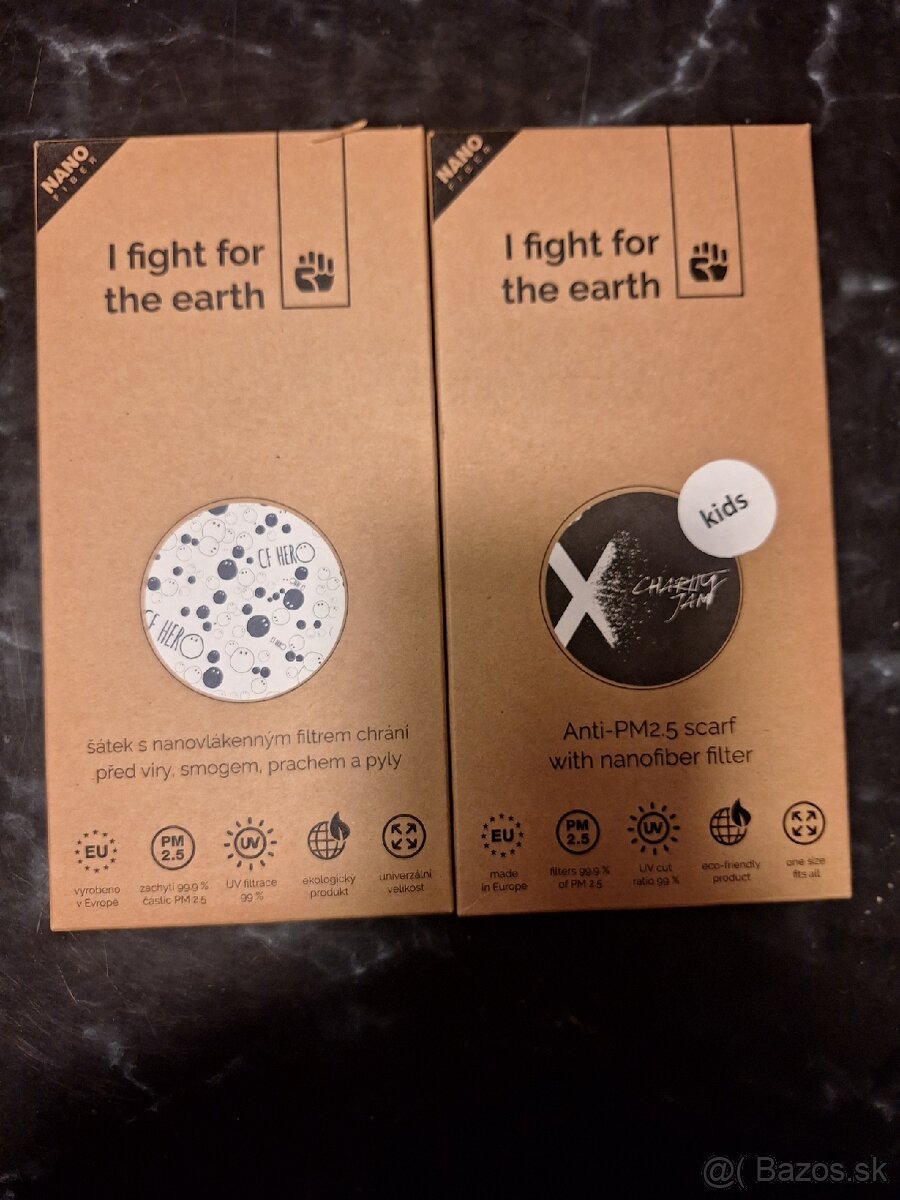 NANO
FIBER
I fight for
the earth
CF HERO
CF HERO
šátek s nanovlákenným filtrem chrání
před viry, smogem, prachem a pyly
EU
vyrobeno
v Evropě
PM
2.5
zachytí 99,9 %
částic PM 2.5
UV
UV filtrace
99 %
ekologický
produkt
univerzální
velikost
NANO
FIBER
I fight for
the earth
kids
CHARITY
JAM
Anti-PM2.5 scarf
with nanofiber filter
EU
made
in Europe
PM
2.5
filters 99.9 %
of PM 2.5
UV
UV cut
ratio 99 %
eco-friendly
product
one size
fits all
@( Bazos.sk